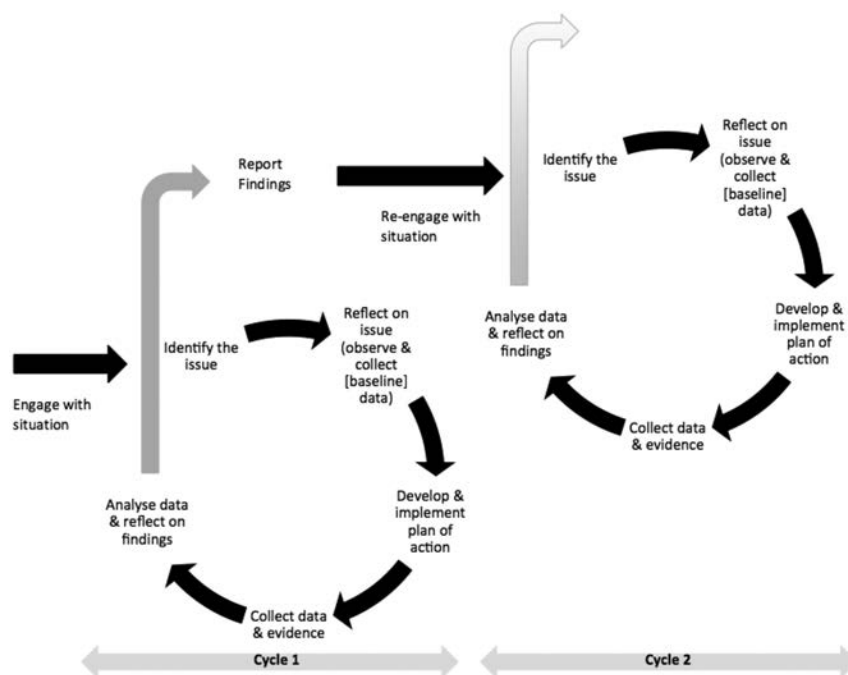 Report
Findings
Re-engage with
situation
Identify the
issue
Reflect on
issue
(observe &
collect
[baseline]
data)
Develop &
implement
plan of
action
Collect data
& evidence
Analyse data
& reflect on
findings
Engage with
situation
Identify the
issue
Reflect on
issue
(observe &
collect
[baseline]
data)
Develop &
implement
plan of
action
Collect data
& evidence
Analyse data
& reflect on
findings
Cycle 1
Cycle 2